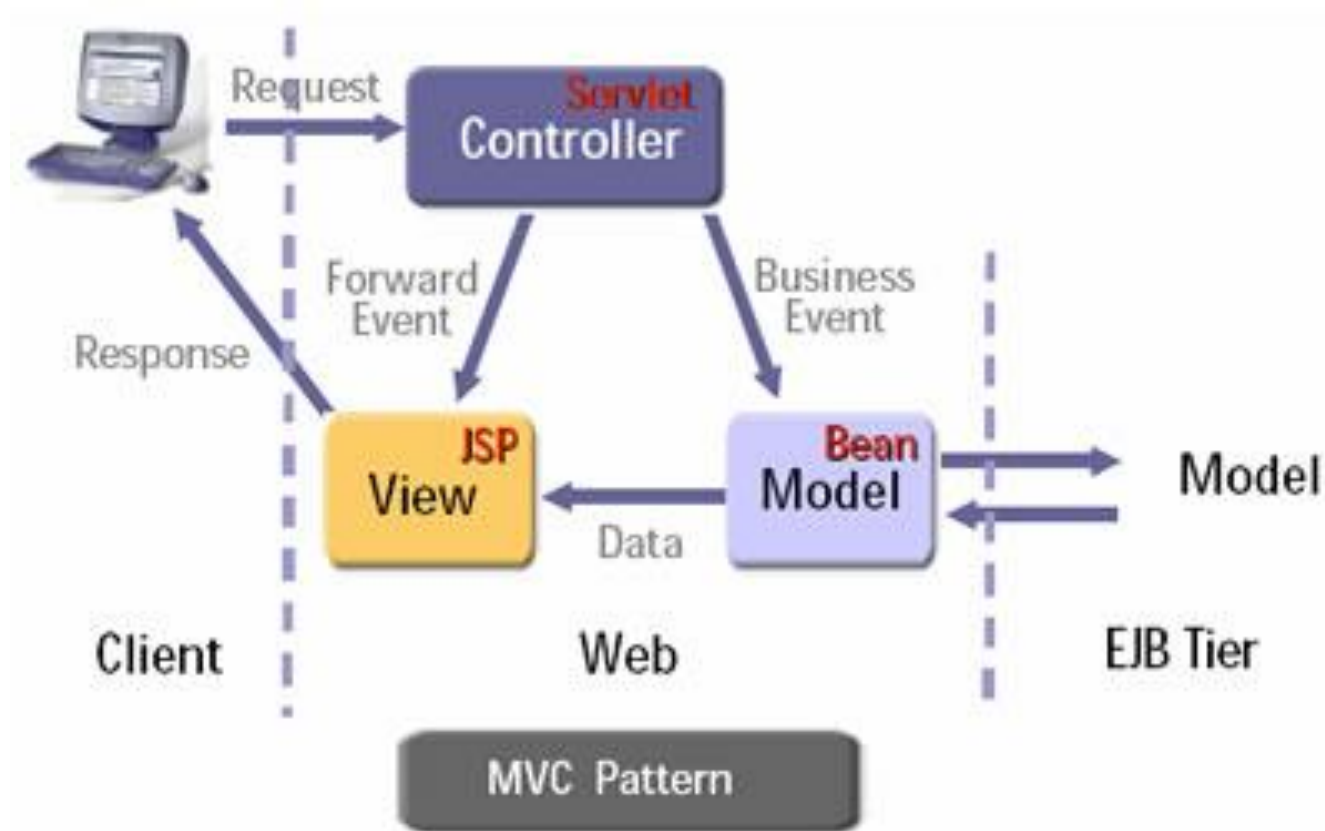 Request
Servlet
Controller
Forward
Event
Business
Event
Response
JSP
View
Bean
Model
Data
Model
Client
Web
EJB Tier
MVC Pattern